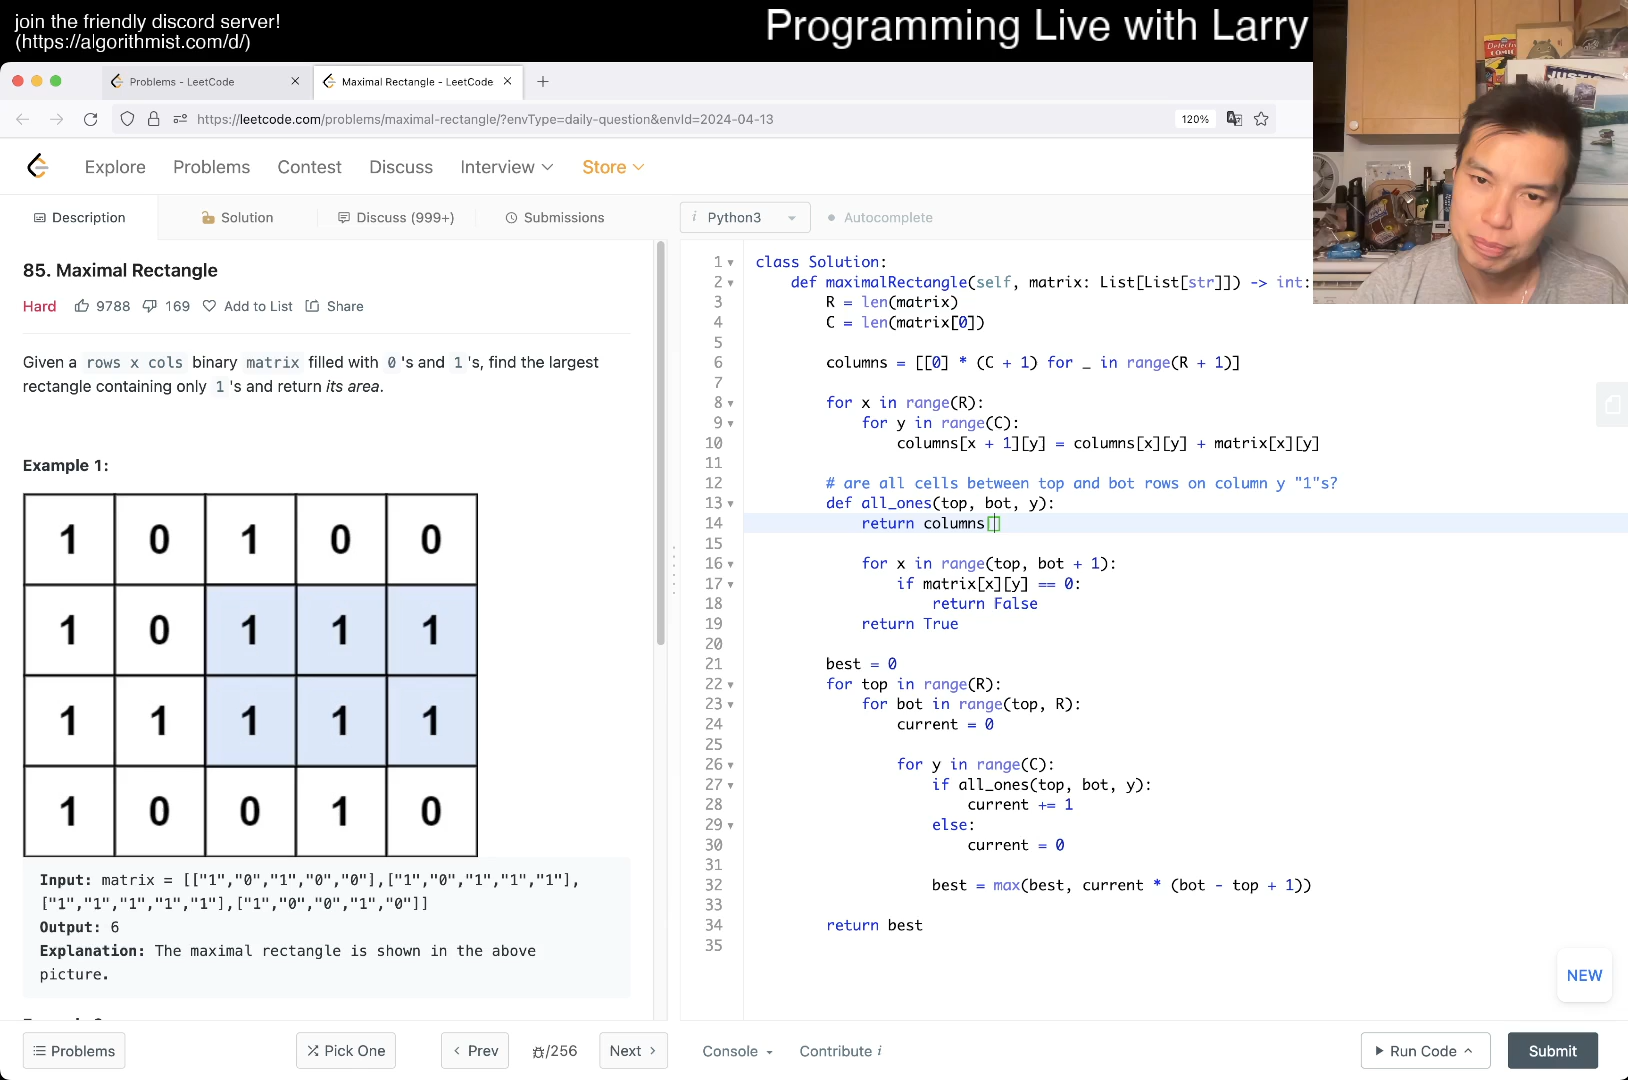 join the friendly discord server!
(https://algorithmist.com/d/)
Programming Live with Larry
Problems - LeetCode
Maximal Rectangle - LeetCode
https://leetcode.com/problems/maximal-rectangle/?envType=daily-question&envId=2024-04-13
120%
Explore Problems Contest Discuss Interview Store
Description Solution Discuss (999+) Submissions
i Python3 Autocomplete
85. Maximal Rectangle
Hard 9788 169 Add to List Share
Given a rows x cols binary matrix filled with 0 's and 1 's, find the largest
rectangle containing only 1 's and return its area.
Example 1:
1 0 1 0 0
1 0 1 1 1
1 1 1 1 1
1 0 0 1 0
Input: matrix = [["1","0","1","0","0"],["1","0","1","1","1"],
["1","1","1","1","1"],["1","0","0","1","0"]]
Output: 6
Explanation: The maximal rectangle is shown in the above
picture.
1 class Solution:
2 def maximalRectangle(self, matrix: List[List[str]]) -> int:
3 R = len(matrix)
4 C = len(matrix[0])
5
6 columns = [[0] * (C + 1) for _ in range(R + 1)]
7
8 for x in range(R):
9 for y in range(C):
10 columns[x + 1][y] = columns[x][y] + matrix[x][y]
11
12 # are all cells between top and bot rows on column y "1"s?
13 def all_ones(top, bot, y):
14 return columns[]
15
16 for x in range(top, bot + 1):
17 if matrix[x][y] == 0:
18 return False
19 return True
20
21 best = 0
22 for top in range(R):
23 for bot in range(top, R):
24 current = 0
25
26 for y in range(C):
27 if all_ones(top, bot, y):
28 current += 1
29 else:
30 current = 0
31
32 best = max(best, current * (bot - top + 1))
33
34 return best
35
NEW
Problems Pick One Prev /256 Next Console Contribute i Run Code Submit